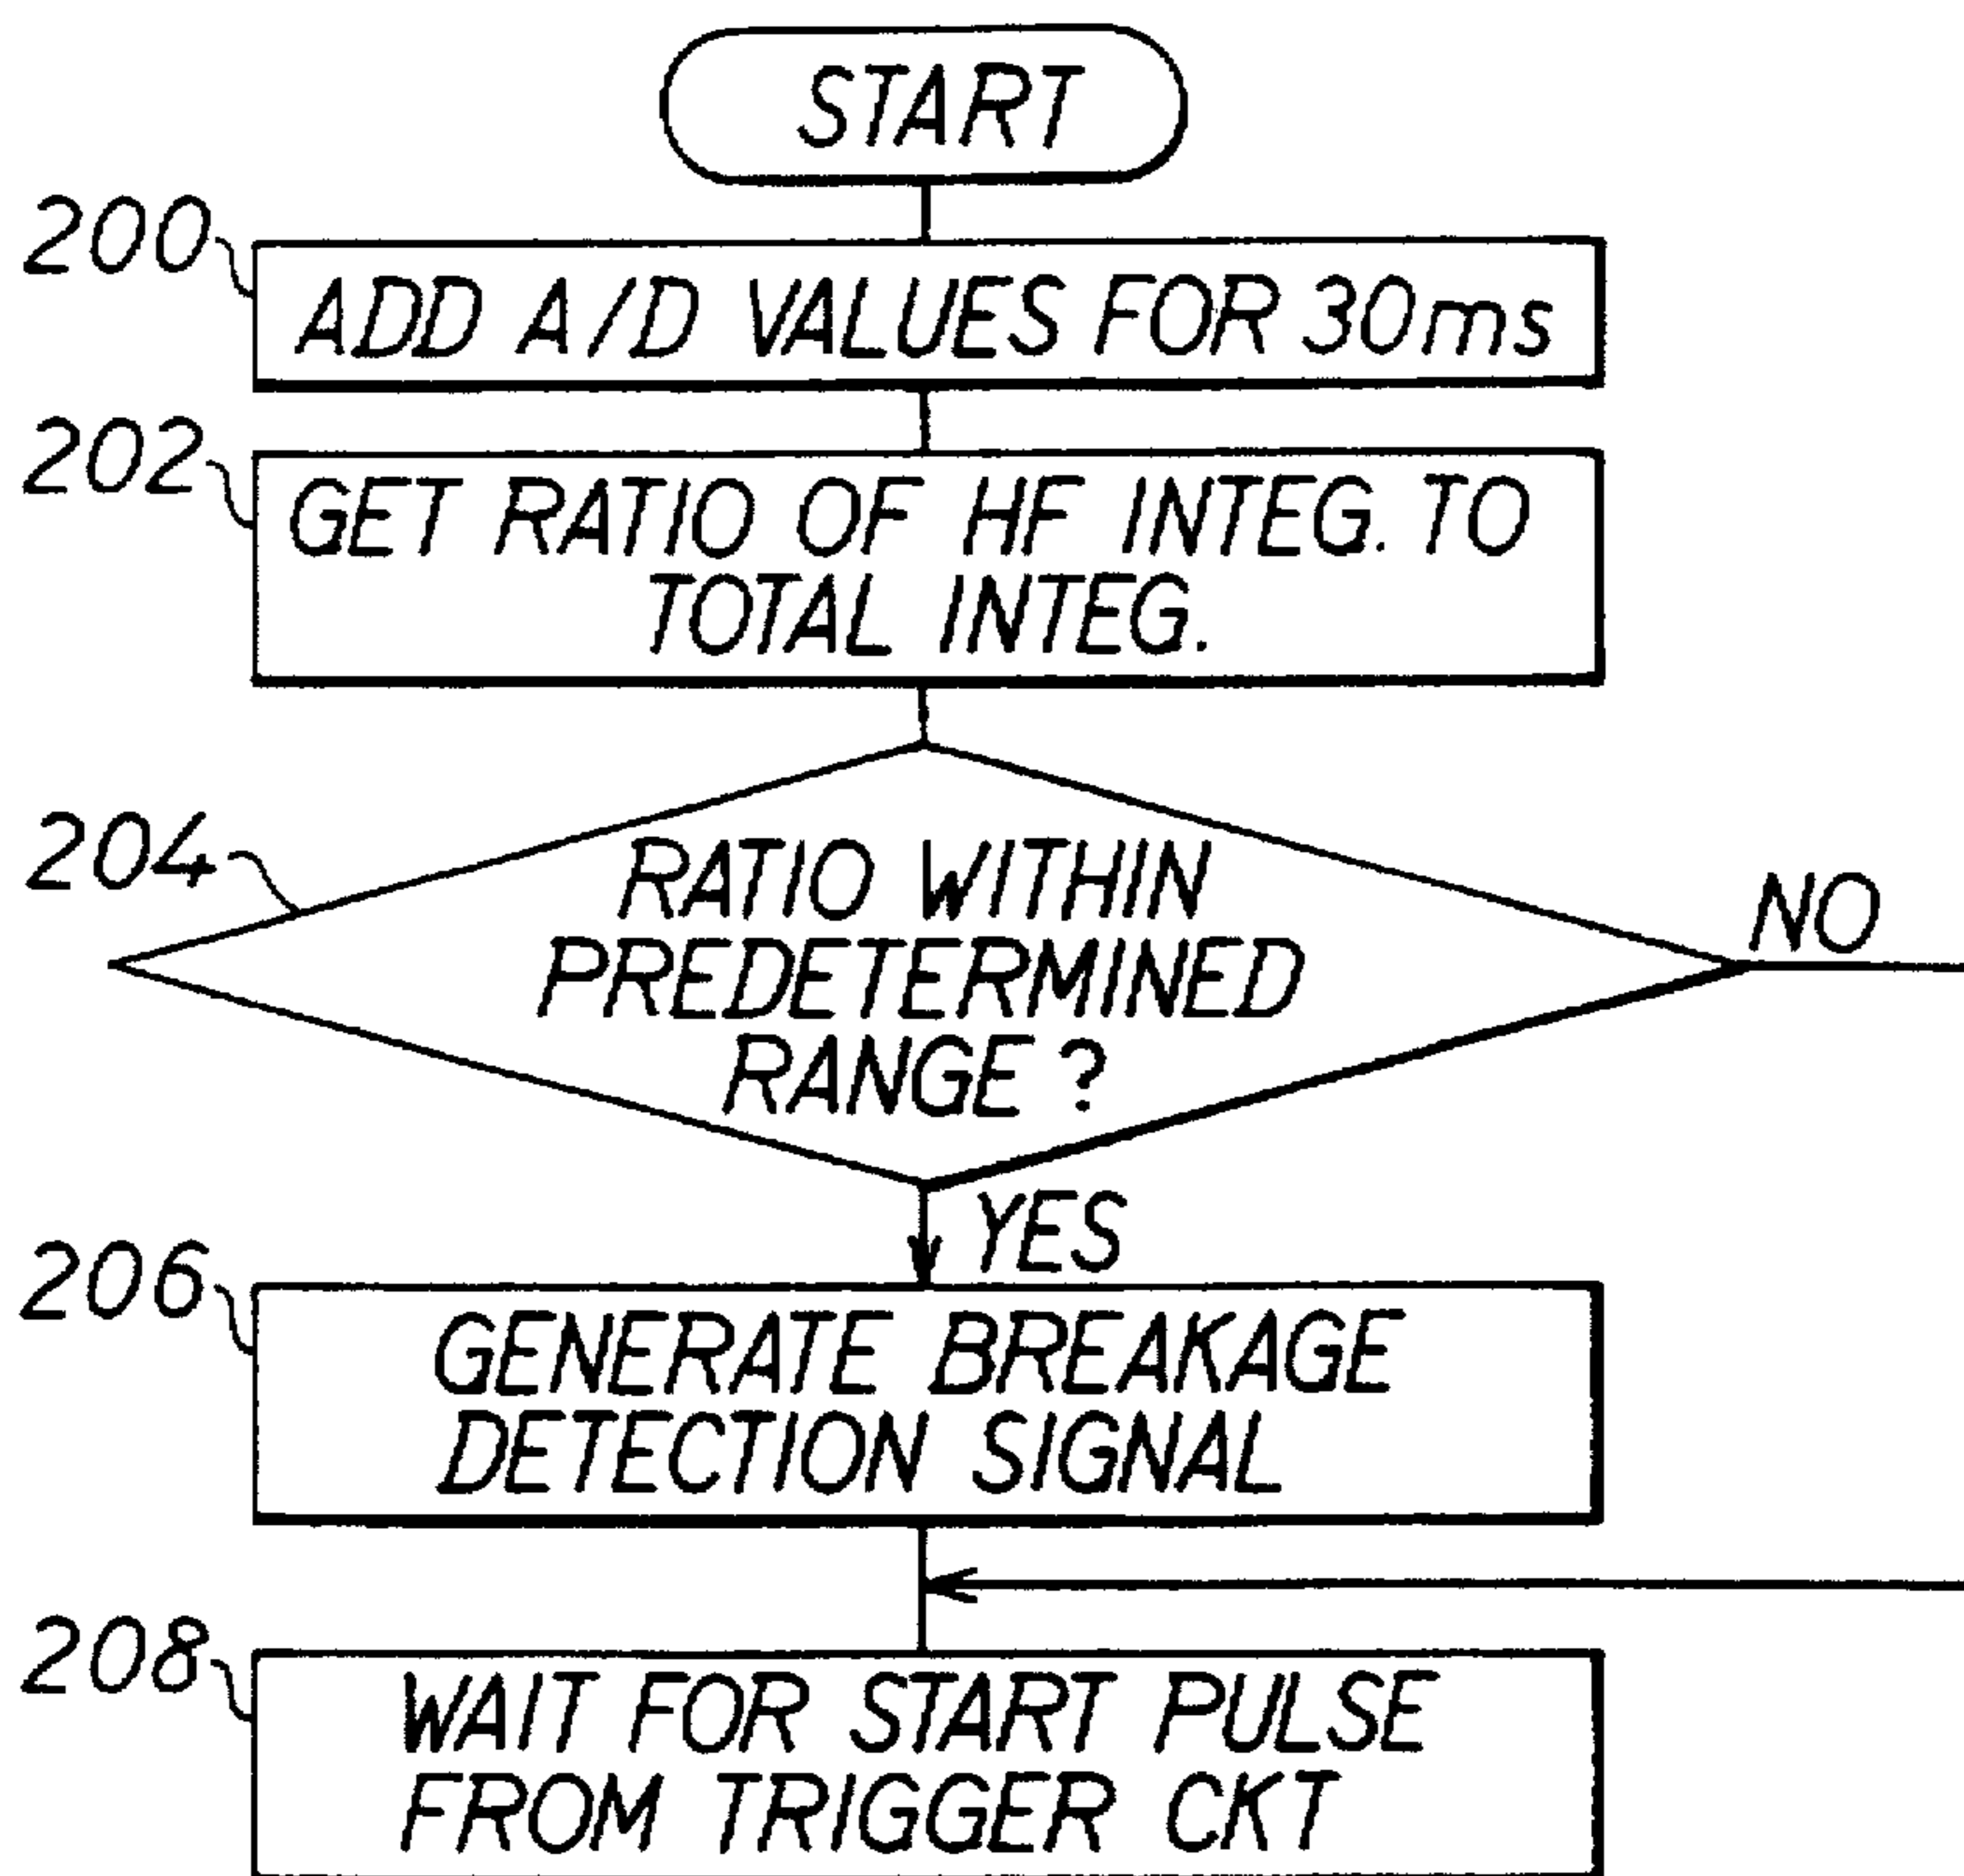 START
200
ADD A/D VALUES FOR 30ms
202
GET RATIO OF HF INTEG. TO
TOTAL INTEG.
204
RATIO WITHIN
PREDETERMINED
RANGE?
NO
YES
206
GENERATE BREAKAGE
DETECTION SIGNAL
208
WAIT FOR START PULSE
FROM TRIGGER CKT